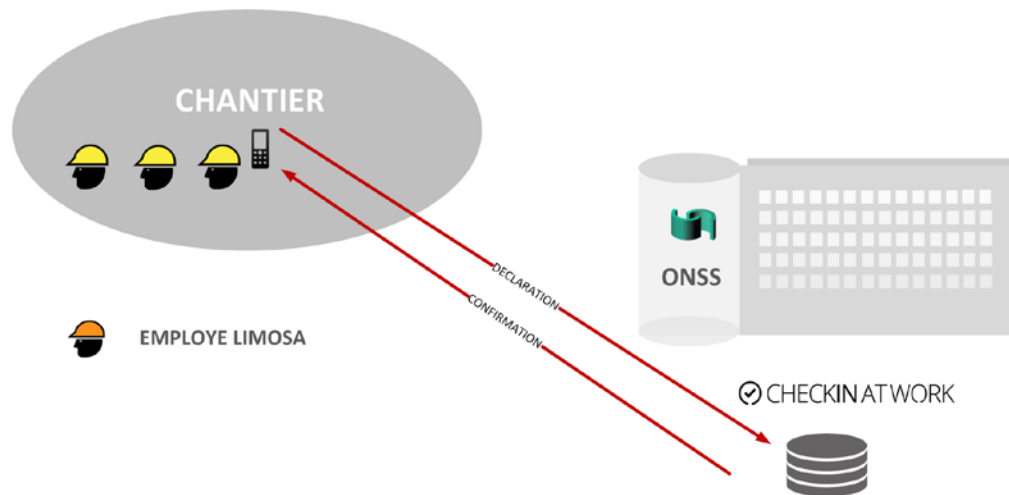 CHANTIER
ONSS
DECLARATION
CONFIRMATION
EMPLOYE LIMOSA
CHECKINATWORK